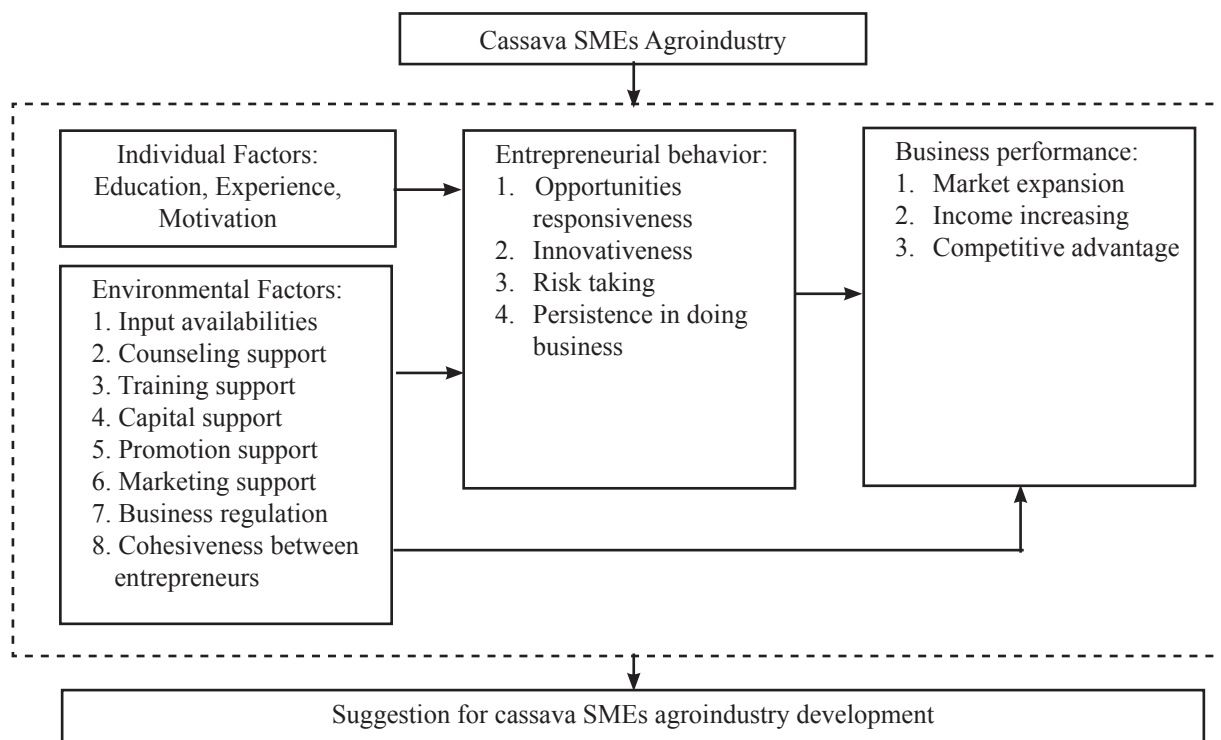 Cassava SMEs Agroindustry
Individual Factors:
Education, Experience,
Motivation
Environmental Factors:
1. Input availabilities
2. Counseling support
3. Training support
4. Capital support
5. Promotion support
6. Marketing support
7. Business regulation
8. Cohesiveness between
entrepreneurs
Entrepreneurial behavior:
1. Opportunities
responsiveness
2. Innovativeness
3. Risk taking
4. Persistence in doing
business
Business performance:
1. Market expansion
2. Income increasing
3. Competitive advantage
Suggestion for cassava SMEs agroindustry development